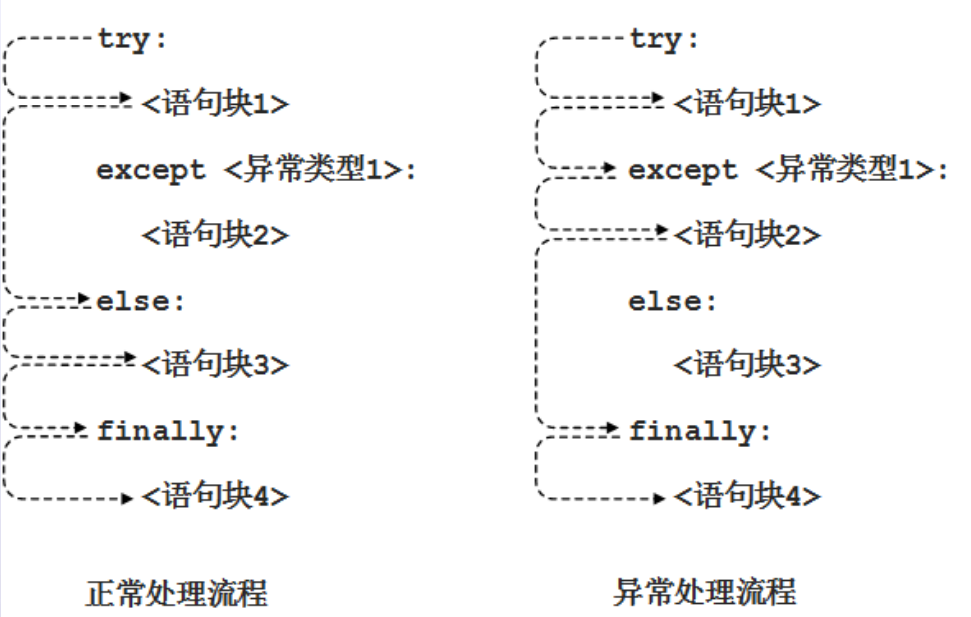 try:
<语句块1>
except <异常类型1>:
<语句块2>
else:
<语句块3>
finally:
<语句块4>
正常处理流程
try:
<语句块1>
except <异常类型1>:
<语句块2>
else:
<语句块3>
finally:
<语句块4>
异常处理流程